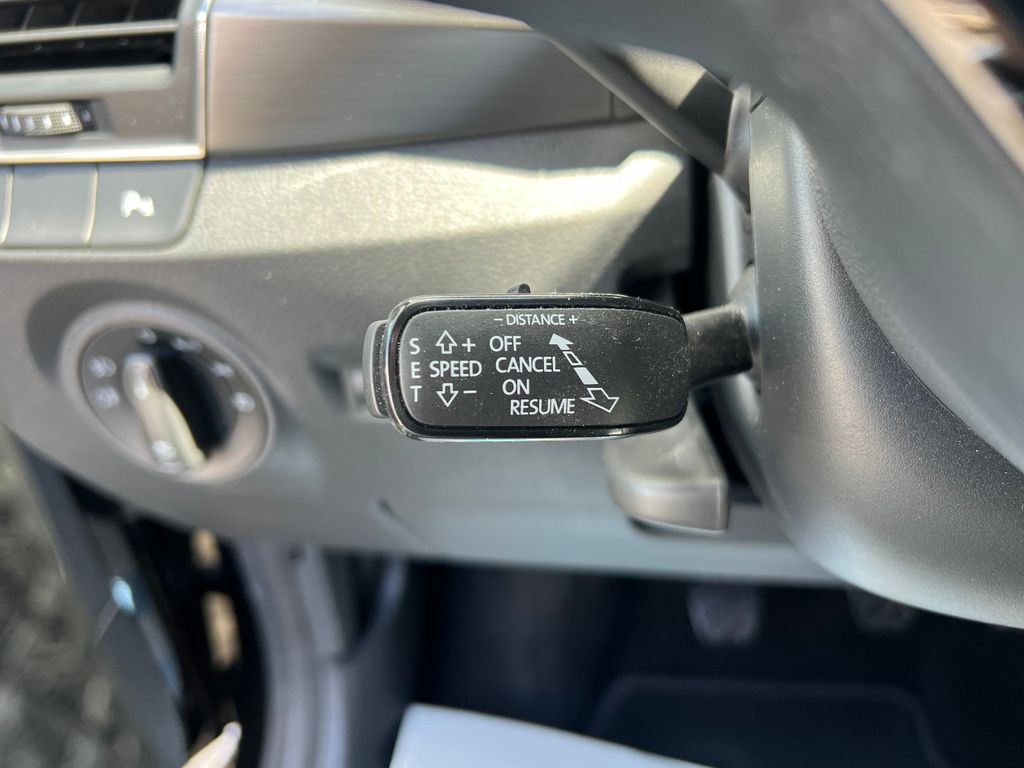 - DISTANCE +
S + OFF
E SPEED CANCEL
T - ON
RESUME